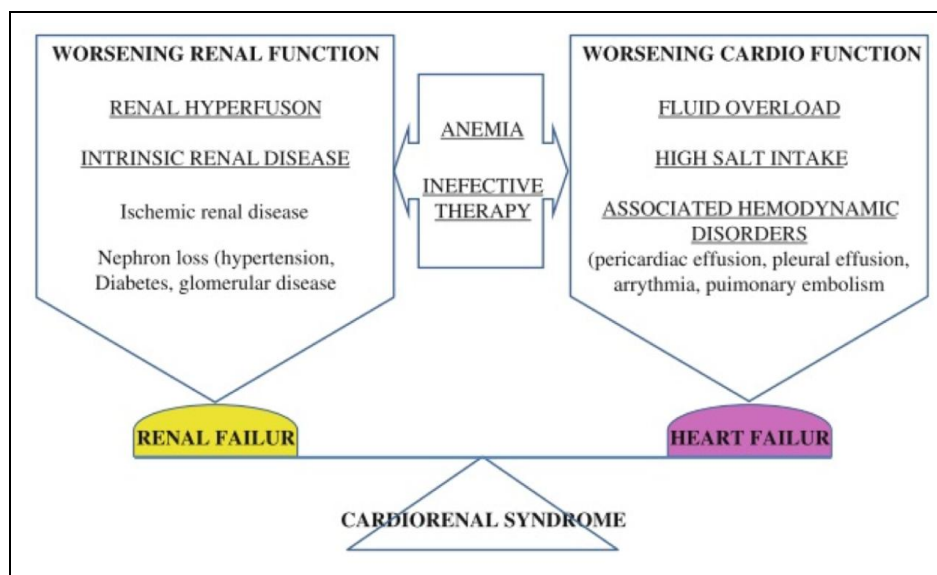 WORSENING RENAL FUNCTION
RENAL HYPERFUSON
INTRINSIC RENAL DISEASE
Ischemic renal disease
Nephron loss (hypertension,
Diabetes, glomerular disease
ANEMIA
INEFECTIVE
THERAPY
WORSENING CARDIO FUNCTION
FLUID OVERLOAD
HIGH SALT INTAKE
ASSOCIATED HEMODYNAMIC
DISORDERS
(pericardiac effusion, pleural effusion,
arrytmia, puimonary embolism
RENAL FAILUR
HEART FAILUR
CARDIORENAL SYNDROME